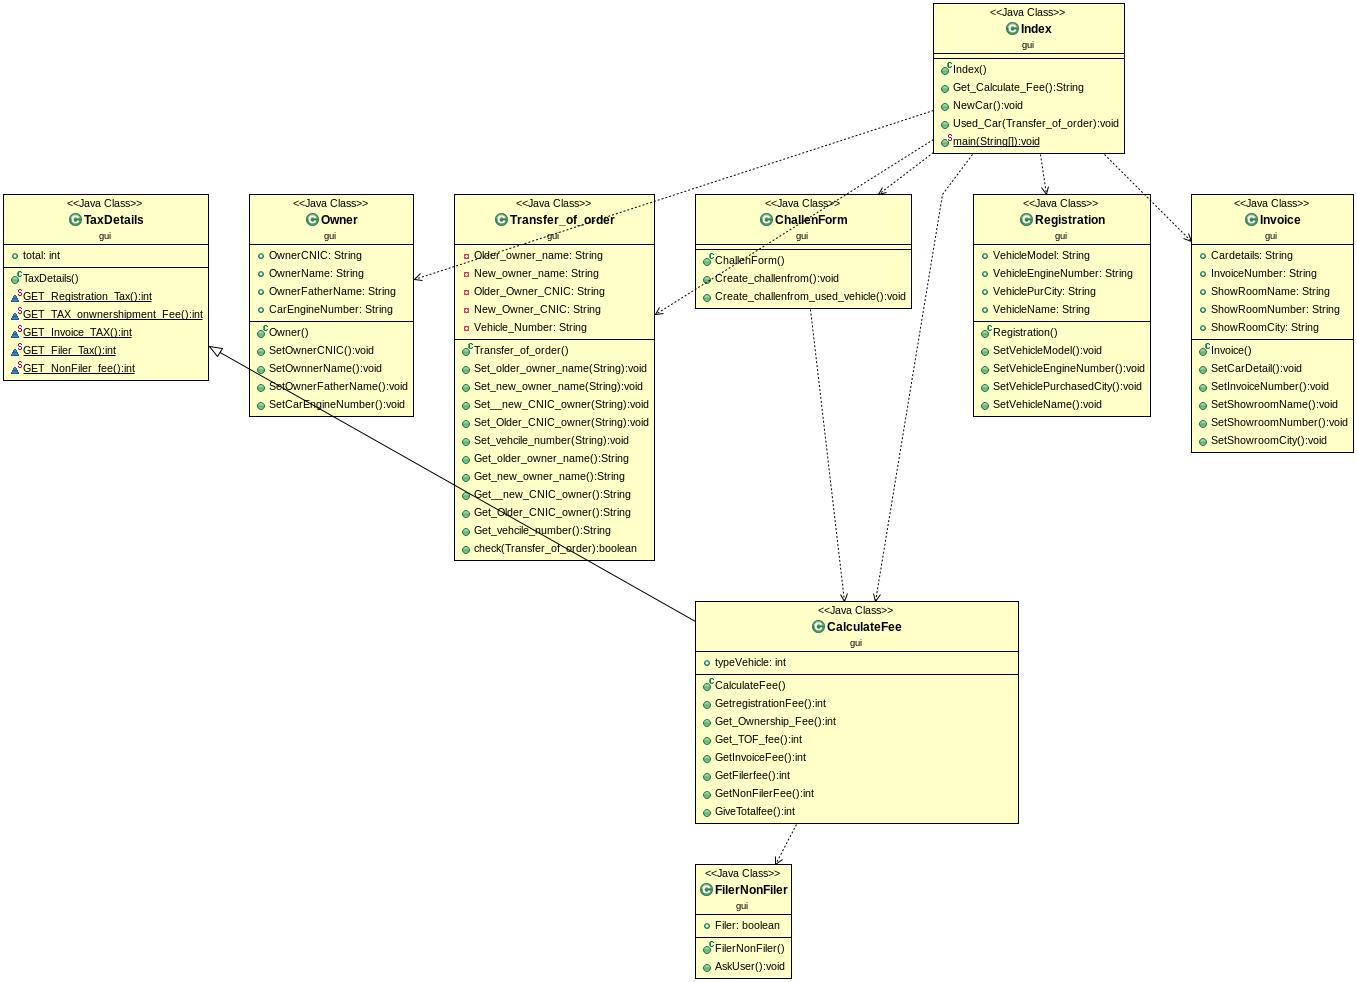 <<Java Class>>
Index
gui
Index()
Get_Calculate_Fee():String
NewCar():void
Used_Car(Transfer_of_order):void
main(String[]):void
<<Java Class>>
TaxDetails
gui
total: int
TaxDetails()
GET_Registration_Tax():int
GET_TAX_onwnershipment_Fee():int
GET_Invoice_TAX():int
GET_Filer_Tax():int
GET_NonFiler_fee():int
<<Java Class>>
Owner
gui
OwnerCNIC: String
OwnerName: String
OwnerFatherName: String
CarEngineNumber: String
Owner()
SetOwnerCNIC():void
SetOwnnerName():void
SetOwnerFatherName():void
SetCarEngineNumber():void
<<Java Class>>
Transfer_of_order
gui
Older_owner_name: String
New_owner_name: String
Older_Owner_CNIC: String
New_Owner_CNIC: String
Vehicle_Number: String
Transfer_of_order()
Set_older_owner_name(String):void
Set_new_owner_name(String):void
Set__new_CNIC_owner(String):void
Set_Older_CNIC_owner(String):void
Set_vehcile_number(String):void
Get_older_owner_name():String
Get_new_owner_name():String
Get__new_CNIC_owner():String
Get_Older_CNIC_owner():String
Get_vehcile_number():String
check(Transfer_of_order):boolean
<<Java Class>>
ChallenForm
gui
ChallenForm()
Create_challenfrom():void
Create_challenfrom_used_vehicle():void
<<Java Class>>
Registration
gui
VehicleModel: String
VehicleEngineNumber: String
VehiclePurCity: String
VehicleName: String
Registration()
SetVehicleModel():void
SetVehicleEngineNumber():void
SetVehiclePurchasedCity():void
SetVehicleName():void
<<Java Class>>
Invoice
gui
Cardetails: String
InvoiceNumber: String
ShowRoomName: String
ShowRoomNumber: String
ShowRoomCity: String
Invoice()
SetCarDetail():void
SetInvoiceNumber():void
SetShowroomName():void
SetShowroomNumber():void
SetShowroomCity():void
<<Java Class>>
CalculateFee
gui
typeVehicle: int
CalculateFee()
GetregistrationFee():int
Get_Ownership_Fee():int
Get_TOF_fee():int
GetInvoiceFee():int
GetFilerfee():int
GetNonFilerFee():int
GiveTotalfee():int
<<Java Class>>
FilerNonFiler
gui
Filer: boolean
FilerNonFiler()
AskUser():void